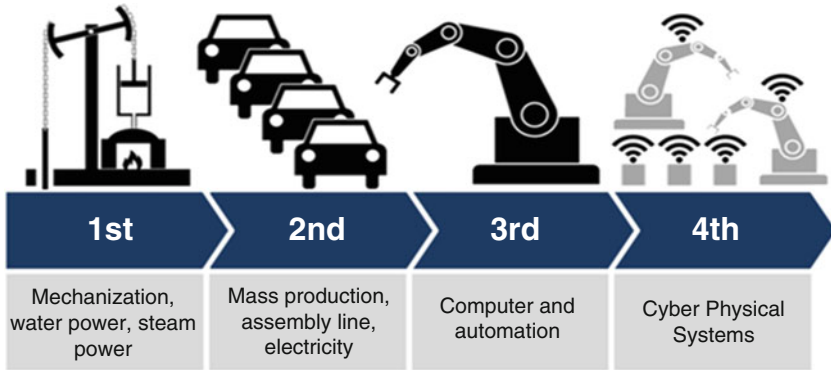 1st
2nd
3rd
4th
Mechanization,
water power, steam
power
Mass production,
assembly line,
electricity
Computer and
automation
Cyber Physical
Systems